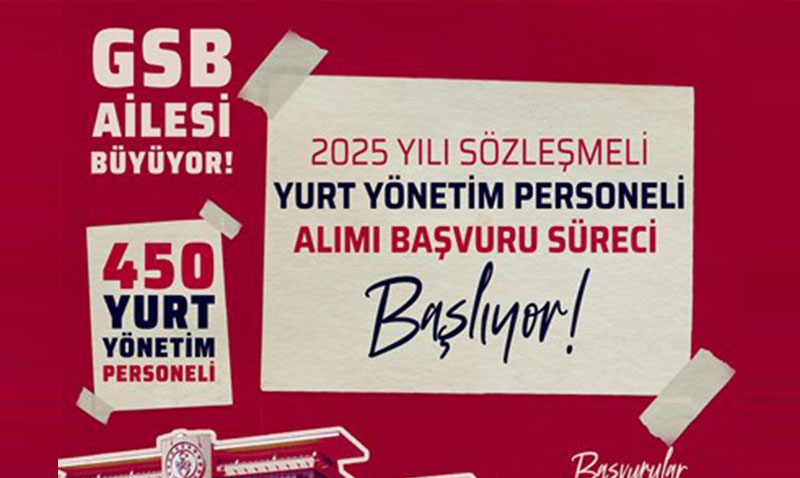 GSB
AİLESİ
BÜYÜYOR!
2025 YILI SÖZLEŞMELİ
YURT YÖNETİM PERSONELİ
ALIMI BAŞVURU SÜRECİ
Başlıyor!
450
YURT
YÖNETİM
PERSONELİ
Başvurular